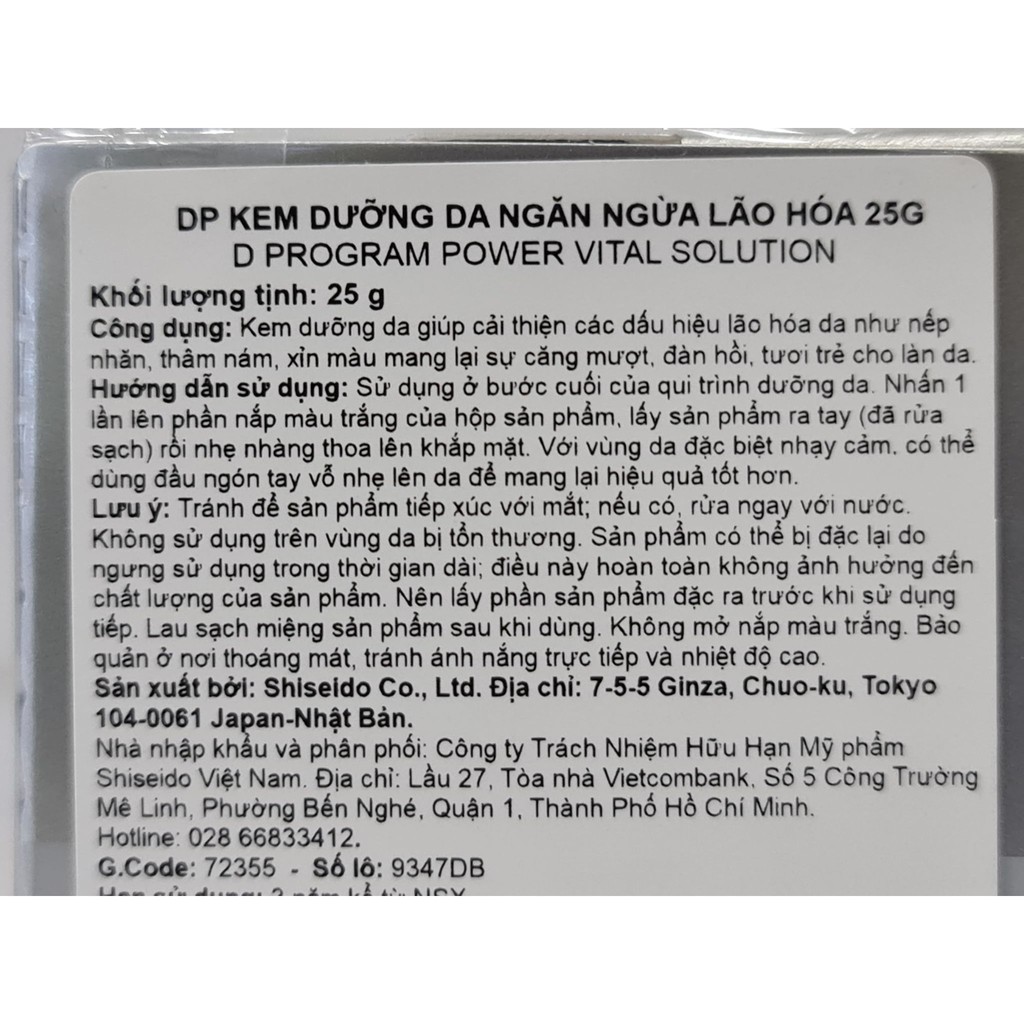 DP KEM DƯỠNG DA NGĂN NGỪA LÃO HÓA 25G
D PROGRAM POWER VITAL SOLUTION
Khối lượng tịnh: 25 g
Công dụng: Kem dưỡng da giúp cải thiện các dấu hiệu lão hóa da như nếp
nhăn, thâm nám, xỉn màu mang lại sự căng mượt, đàn hồi, tươi trẻ cho làn da.
Hướng dẫn sử dụng: Sử dụng ở bước cuối của qui trình dưỡng da. Nhấn 1
lần lên phần nắp màu trắng của hộp sản phẩm, lấy sản phẩm ra tay (đã rửa
sạch) rồi nhẹ nhàng thoa lên khắp mặt. Với vùng da đặc biệt nhạy cảm, có thể
dùng đầu ngón tay vỗ nhẹ lên da để mang lại hiệu quả tốt hơn.
Lưu ý: Tránh để sản phẩm tiếp xúc với mắt; nếu có, rửa ngay với nước.
Không sử dụng trên vùng da bị tổn thương. Sản phẩm có thể bị đặc lại do
ngưng sử dụng trong thời gian dài; điều này hoàn toàn không ảnh hưởng đến
chất lượng của sản phẩm. Nên lấy phần sản phẩm đặc ra trước khi sử dụng
tiếp. Lau sạch miệng sản phẩm sau khi dùng. Không mở nắp màu trắng. Bảo
quản ở nơi thoáng mát, tránh ánh nắng trực tiếp và nhiệt độ cao.
Sản xuất bởi: Shiseido Co., Ltd. Địa chỉ: 7-5-5 Ginza, Chuo-ku, Tokyo
104-0061 Japan-Nhật Bản.
Nhà nhập khẩu và phân phối: Công ty Trách Nhiệm Hữu Hạn Mỹ phẩm
Shiseido Việt Nam. Địa chỉ: Lầu 27, Tòa nhà Vietcombank, Số 5 Công Trường
Mê Linh, Phường Bến Nghé, Quận 1, Thành Phố Hồ Chí Minh.
Hotline: 028 66833412.
G.Code: 72355 - Số lô: 9347DB
Hạn sử dụng: 3 năm kể từ NSX